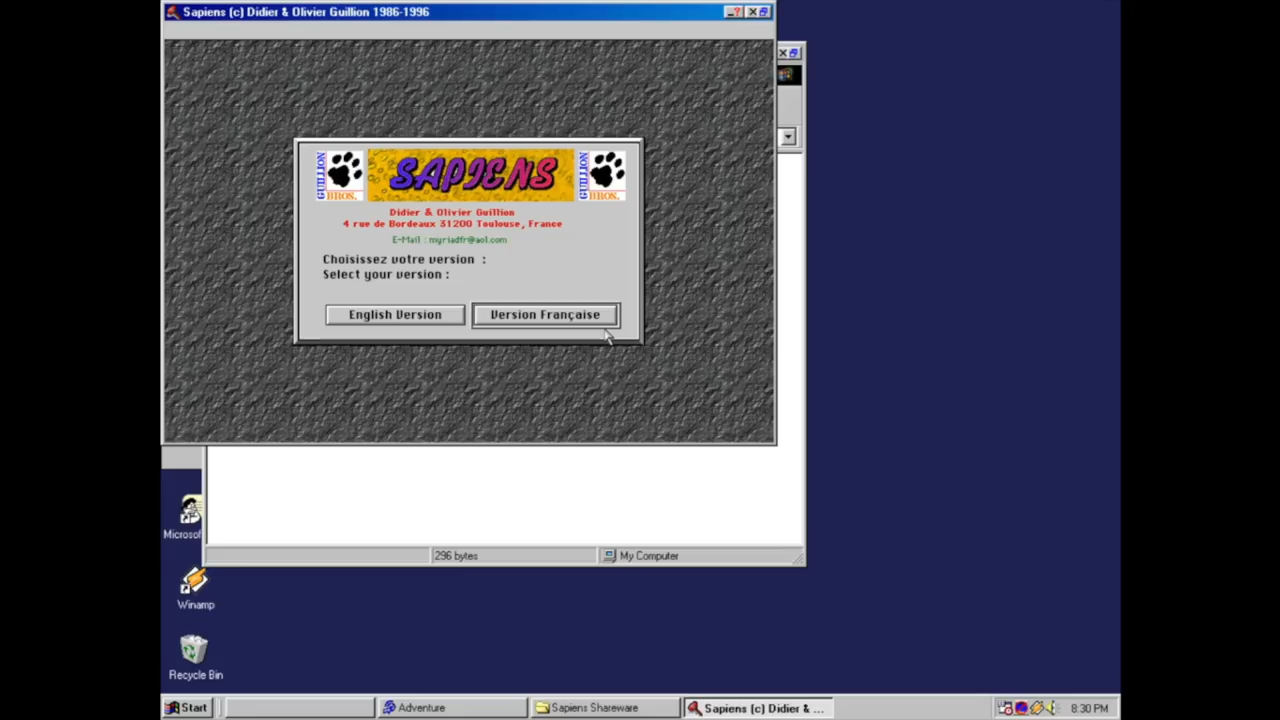 Sapiens (c) Didier & Olivier Guillion 1986-1996
GUILLION
BROS.
SAPIENS
GUILLION
BROS.
Didier & Olivier Guillion
4 rue de Bordeaux 31200 Toulouse, France
E-Mail : myriadfr@aol.com
Choisissez votre version :
Select your version :
English Version
Version Française
Microsof
296 bytes
My Computer
Winamp
Recycle Bin
Start
Adventure
Sapiens Shareware
Sapiens (c) Didier & ...
8:30 PM